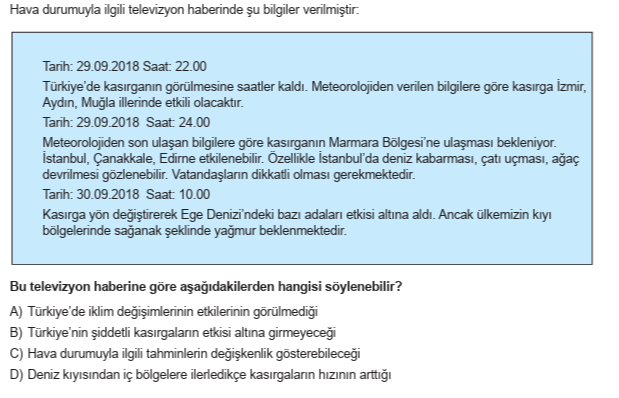 Hava durumuyla ilgili televizyon haberinde şu bilgiler verilmiştir:
Tarih: 29.09.2018 Saat: 22.00
Türkiye’de kasırganın görülmesine saatler kaldı. Meteorolojiden verilen bilgilere göre kasırga İzmir,
Aydın, Muğla illerinde etkili olacaktır.
Tarih: 29.09.2018 Saat: 24.00
Meteorolojiden son ulaşan bilgilere göre kasırganın Marmara Bölgesi’ne ulaşması bekleniyor.
İstanbul, Çanakkale, Edirne etkilenebilir. Özellikle İstanbul’da deniz kabarması, çatı uçması, ağaç
devrilmesi gözlenebilir. Vatandaşların dikkatli olması gerekmektedir.
Tarih: 30.09.2018 Saat: 10.00
Kasırga yön değiştirerek Ege Denizi’ndeki bazı adaları etkisi altına aldı. Ancak ülkemizin kıyı
bölgelerinde sağanak şeklinde yağmur beklenmektedir.
Bu televizyon haberine göre aşağıdakilerden hangisi söylenebilir?
A) Türkiye’de iklim değişimlerinin etkilerinin görülmediği
B) Türkiye’nin şiddetli kasırgaların etkisi altına girmeyeceği
C) Hava durumuyla ilgili tahminlerin değişkenlik gösterebileceği
D) Deniz kıyısından iç bölgelere ilerledikçe kasırgaların hızının arttığı